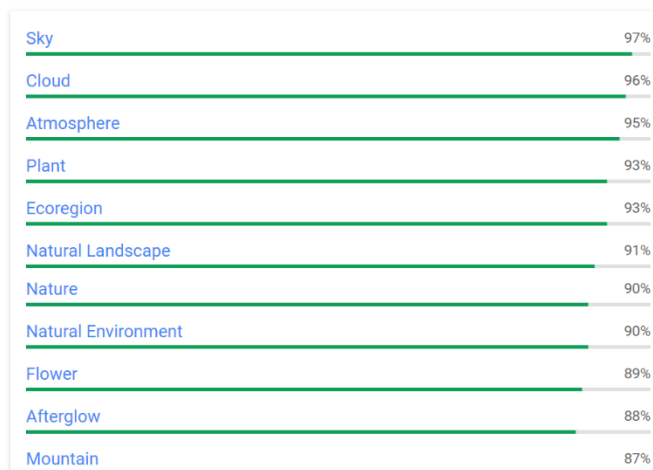 Sky 97%
Cloud 96%
Atmosphere 95%
Plant 93%
Ecoregion 93%
Natural Landscape 91%
Nature 90%
Natural Environment 90%
Flower 89%
Afterglow 88%
Mountain 87%